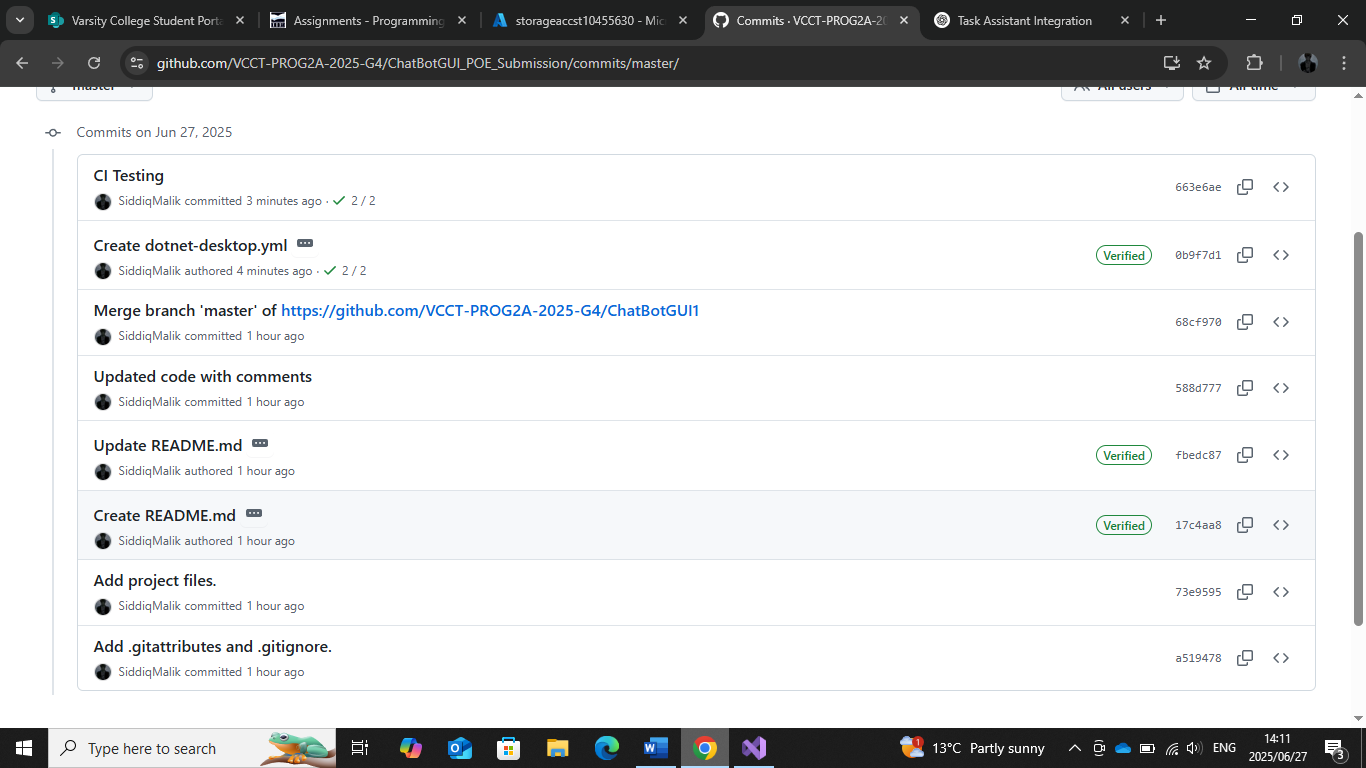 Varsity College Student Porta
Assignments - Programming
storageaccst10455630 - Mic
Commits · VCCT-PROG2A-20
Task Assistant Integration
github.com/VCCT-PROG2A-2025-G4/ChatBotGUI_POE_Submission/commits/master/
master
All users
All time
Commits on Jun 27, 2025
CI Testing
SiddiqMalik committed 3 minutes ago · 2 / 2
663e6ae
Create dotnet-desktop.yml
SiddiqMalik authored 4 minutes ago · 2 / 2
Verified
0b9f7d1
Merge branch 'master' of https://github.com/VCCT-PROG2A-2025-G4/ChatBotGUI1
SiddiqMalik committed 1 hour ago
68cf970
Updated code with comments
SiddiqMalik committed 1 hour ago
588d777
Update README.md
SiddiqMalik authored 1 hour ago
Verified
fbedc87
Create README.md
SiddiqMalik authored 1 hour ago
Verified
17c4aa8
Add project files.
SiddiqMalik committed 1 hour ago
73e9595
Add .gitattributes and .gitignore.
SiddiqMalik committed 1 hour ago
a519478
Type here to search
1
13°C Partly sunny
ENG
14:11
2025/06/27
3